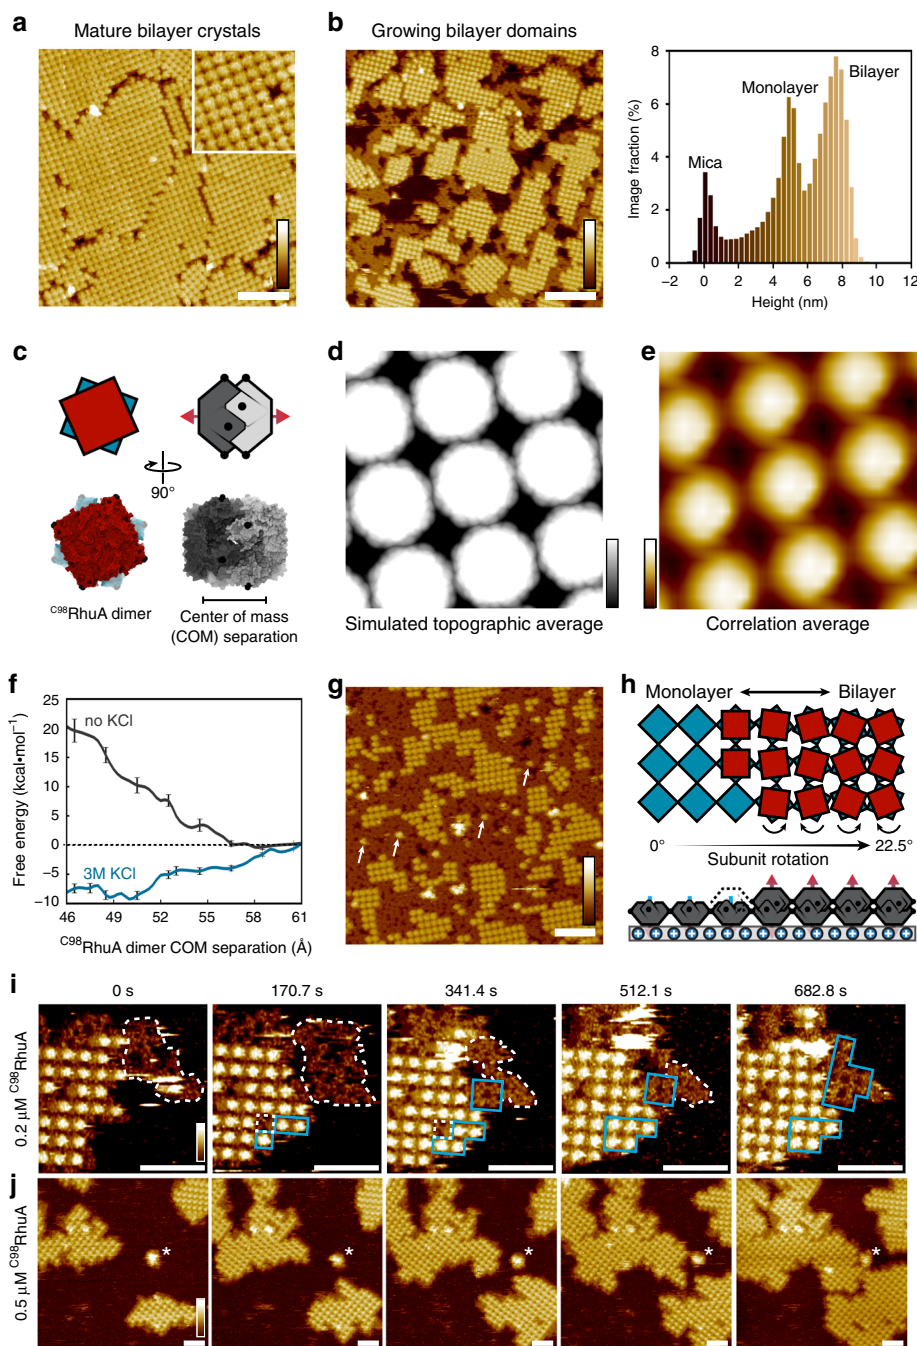 a
Mature bilayer crystals
b
Growing bilayer domains
8
6
4
2
0
Image fraction (%)
Mica
Monolayer
Bilayer
−2 0 2 4 6 8 10 12
Height (nm)
c
90°
C98RhuA dimer
Center of mass
(COM) separation
d
Simulated topographic average
e
Correlation average
f
25
20
15
10
5
0
−5
−10
Free energy (kcal•mol−1)
no KCl
3M KCl
46 49 52 55 58 61
C98RhuA dimer COM separation (Å)
g
h
Monolayer
Bilayer
0°
22.5°
Subunit rotation
+ + + + + + + + + + + + + +
i
0 s
170.7 s
341.4 s
512.1 s
682.8 s
0.2 μM C98RhuA
j
0.5 μM C98RhuA
* * * * *